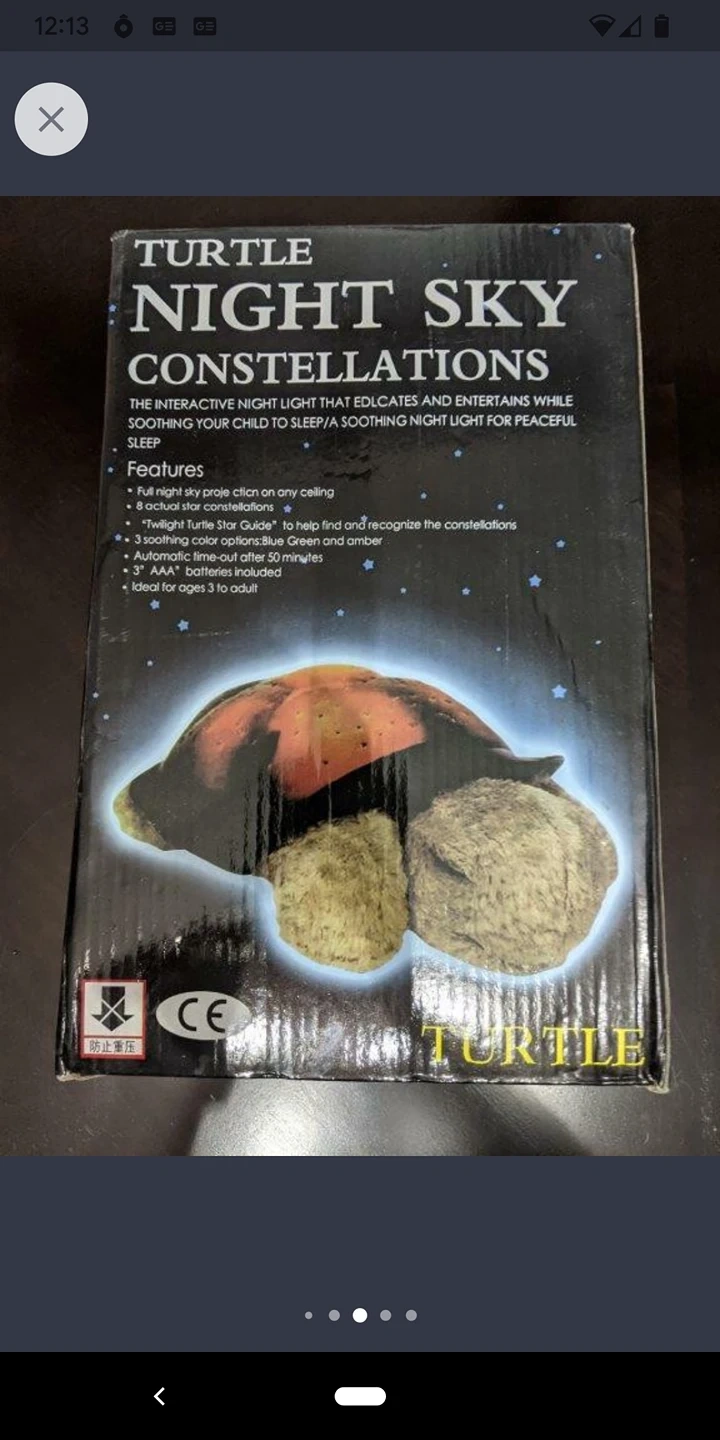 12:13
GE GE
TURTLE
NIGHT SKY
CONSTELLATIONS
THE INTERACTIVE NIGHT LIGHT THAT EDLCATES AND ENTERTAINS WHILE
SOOTHING YOUR CHILD TO SLEEP/A SOOTHING NIGHT LIGHT FOR PEACEFUL
SLEEP
Features
• Full night sky proje cticn on any ceiling
• 8 actual star constellations
• "Twilight Turtle Star Guide" to help find and recognize the constellations
• 3 soothing color options:Blue Green and amber
• Automatic time-out after 50 minutes
• 3" AAA" batteries included
• Ideal for ages 3 to adult
防止重压
CE
TURTLE